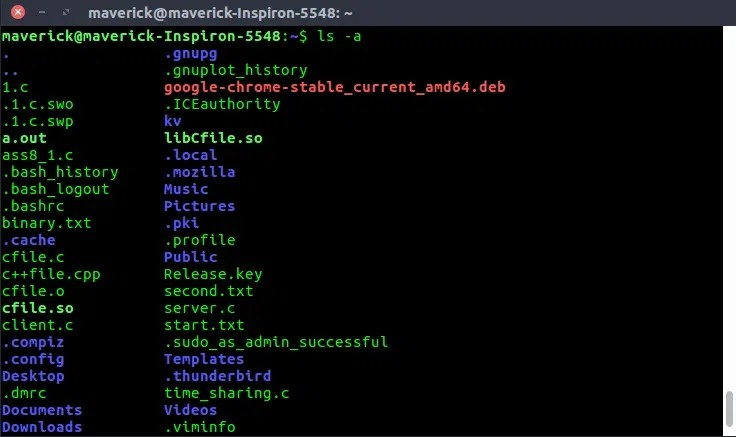 maverick@maverick-Inspiron-5548: ~
maverick@maverick-Inspiron-5548:~$ ls -a
. .gnupg
.. .gnuplot_history
1.c google-chrome-stable_current_amd64.deb
.1.c.swo .ICEauthority
.1.c.swp kv
a.out libCfile.so
ass8_1.c .local
.bash_history .mozilla
.bash_logout Music
.bashrc Pictures
binary.txt .pki
.cache .profile
cfile.c Public
c++file.cpp Release.key
cfile.o second.txt
cfile.so server.c
client.c start.txt
.compiz .sudo_as_admin_successful
.config Templates
Desktop .thunderbird
.dmrc time_sharing.c
Documents Videos
Downloads .viminfo